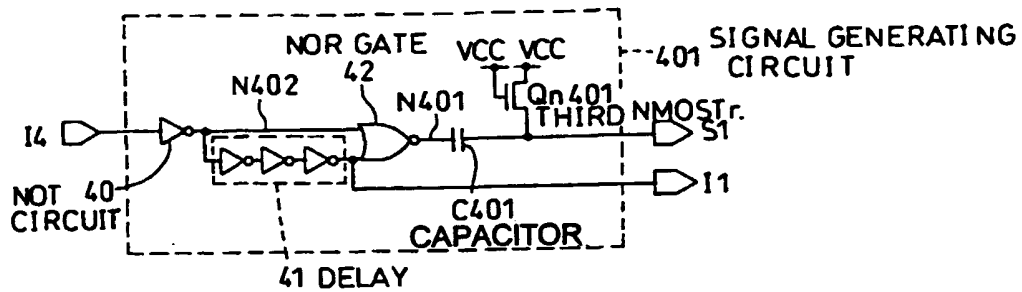 NOR GATE
42
VCC VCC
401 SIGNAL GENERATING
CIRCUIT
N402
N401
Qn401
THIRD NMOSTr.
I4
S1
I1
NOT 40
CIRCUIT
C401
CAPACITOR
41 DELAY